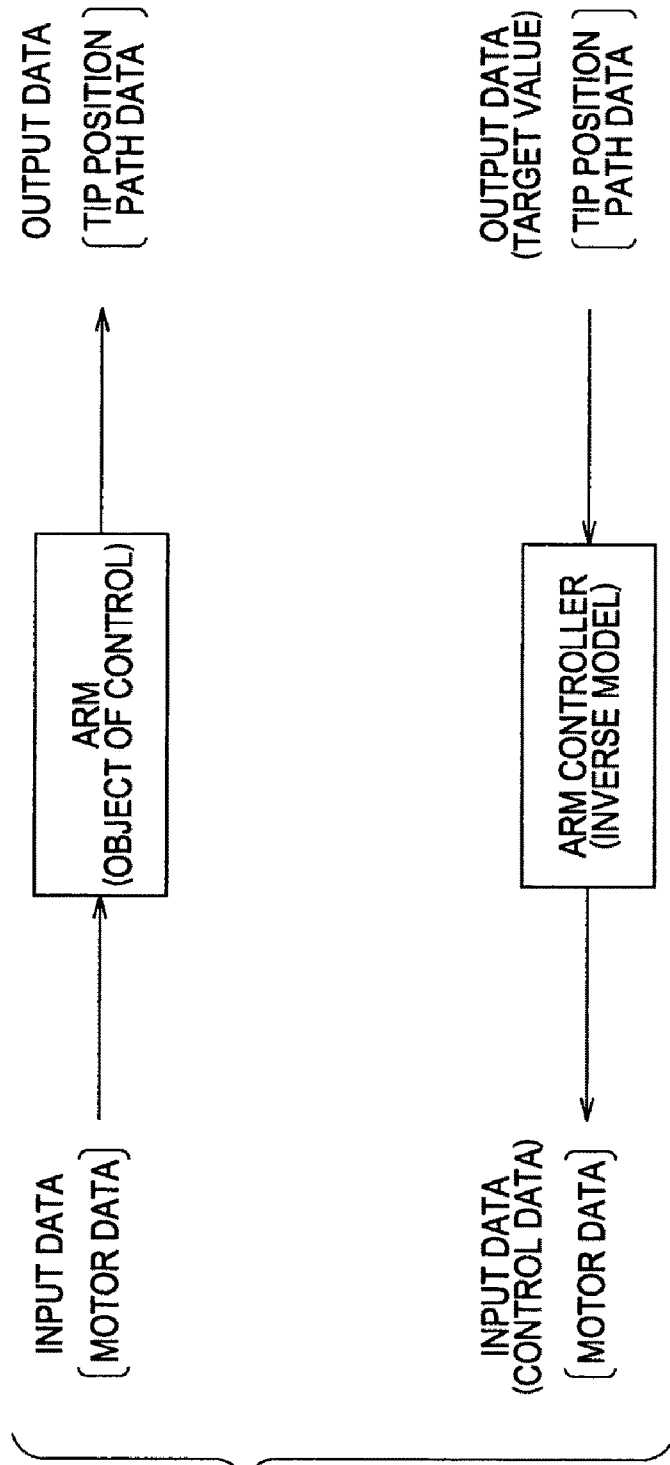 INPUT DATA
[MOTOR DATA]
ARM
(OBJECT OF CONTROL)
OUTPUT DATA
[TIP POSITION
PATH DATA]
INPUT DATA
(CONTROL DATA)
[MOTOR DATA]
ARM CONTROLLER
(INVERSE MODEL)
OUTPUT DATA
(TARGET VALUE)
[TIP POSITION
PATH DATA]